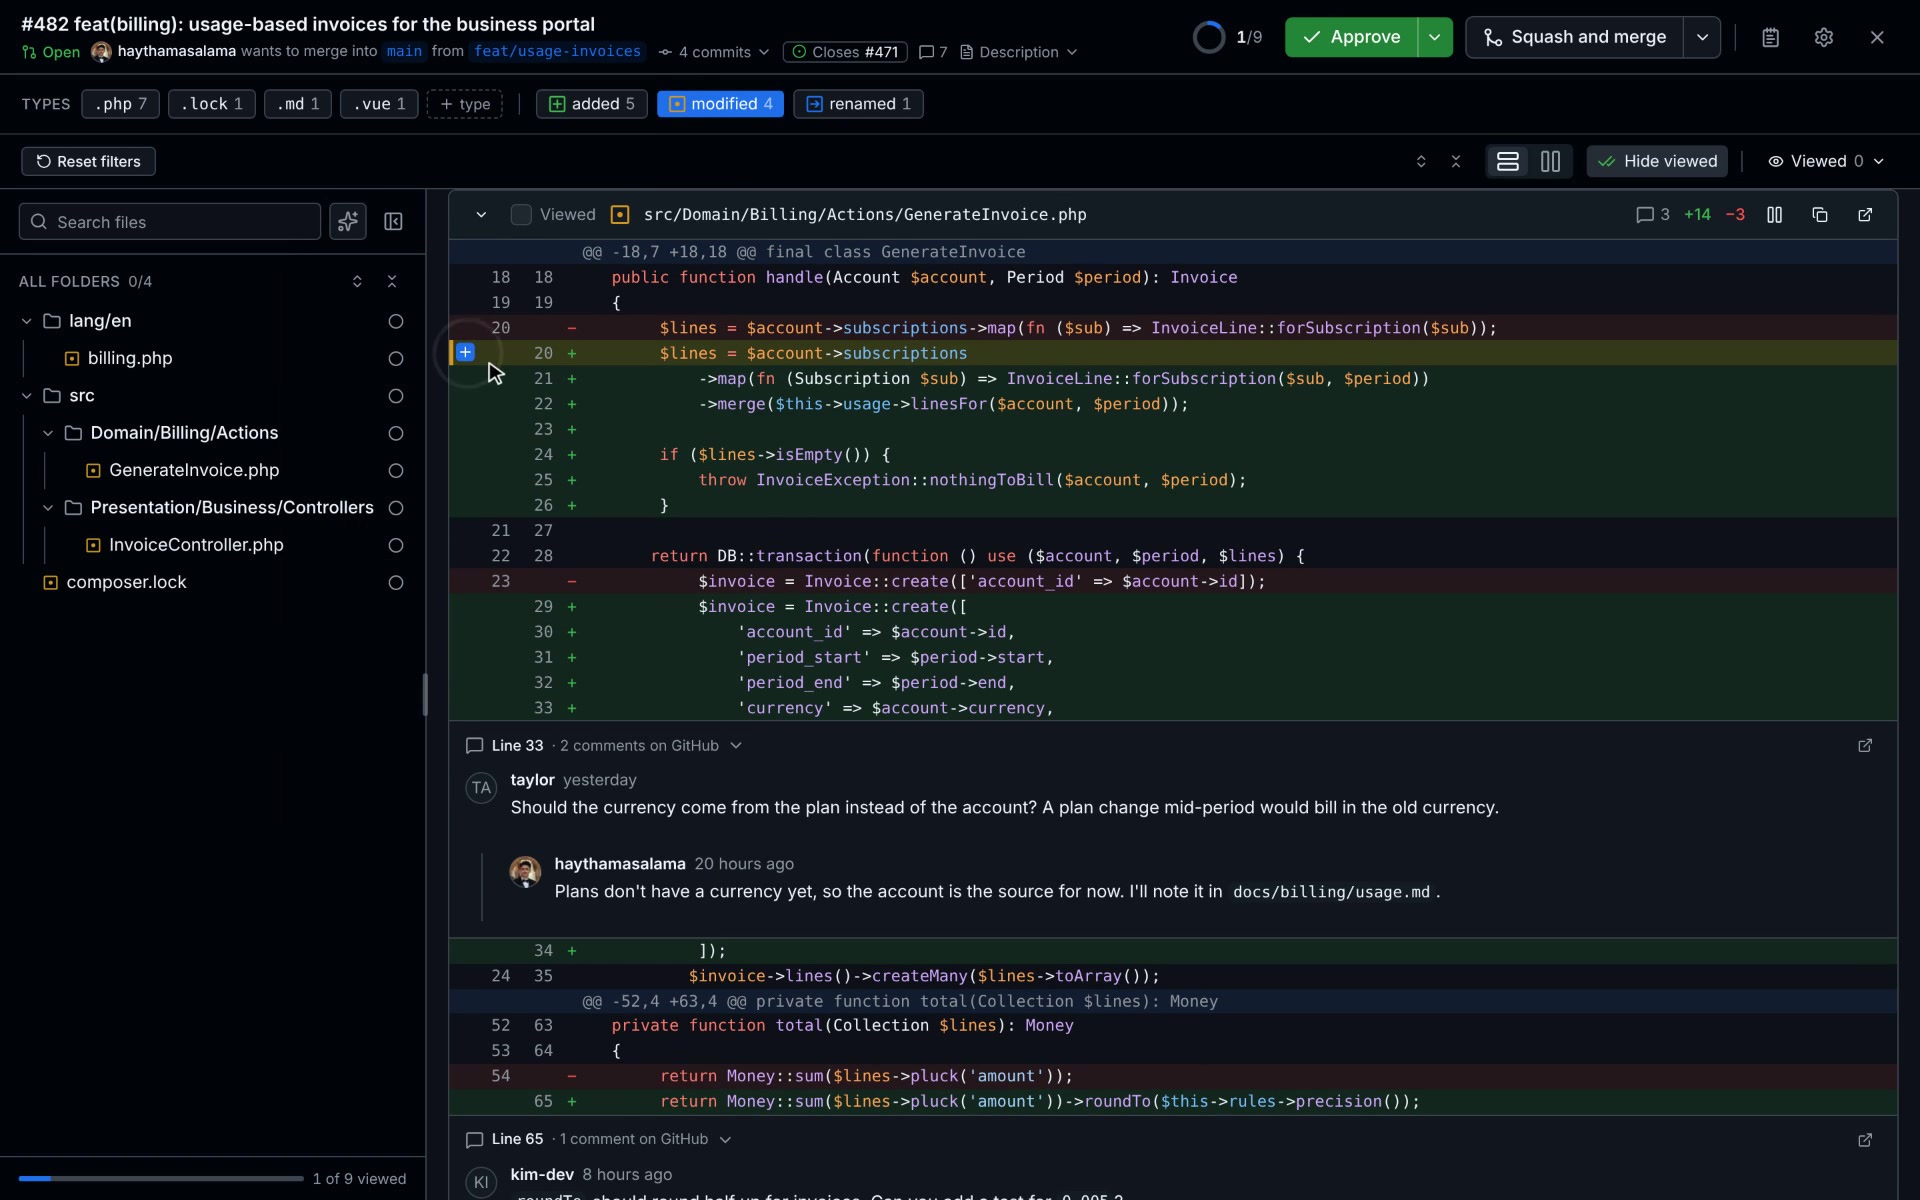 #482 feat(billing): usage-based invoices for the business portal
Open haythamasalama wants to merge into main from feat/usage-invoices 4 commits Closes #471 7 Description
1/9 Approve Squash and merge
TYPES .php 7 .lock 1 .md 1 .vue 1 + type added 5 modified 4 renamed 1
Reset filters Hide viewed Viewed 0
Search files
ALL FOLDERS 0/4
lang/en
billing.php
src
Domain/Billing/Actions
GenerateInvoice.php
Presentation/Business/Controllers
InvoiceController.php
composer.lock
1 of 9 viewed
Viewed src/Domain/Billing/Actions/GenerateInvoice.php 3 +14 −3
@@ -18,7 +18,18 @@ final class GenerateInvoice
18 18 public function handle(Account $account, Period $period): Invoice
19 19 {
20 − $lines = $account->subscriptions->map(fn ($sub) => InvoiceLine::forSubscription($sub));
20 + $lines = $account->subscriptions
21 + ->map(fn (Subscription $sub) => InvoiceLine::forSubscription($sub, $period))
22 + ->merge($this->usage->linesFor($account, $period));
23 +
24 + if ($lines->isEmpty()) {
25 + throw InvoiceException::nothingToBill($account, $period);
26 + }
21 27
22 28 return DB::transaction(function () use ($account, $period, $lines) {
23 − $invoice = Invoice::create(['account_id' => $account->id]);
29 + $invoice = Invoice::create([
30 + 'account_id' => $account->id,
31 + 'period_start' => $period->start,
32 + 'period_end' => $period->end,
33 + 'currency' => $account->currency,
Line 33 · 2 comments on GitHub
TA taylor yesterday
Should the currency come from the plan instead of the account? A plan change mid-period would bill in the old currency.
haythamasalama 20 hours ago
Plans don't have a currency yet, so the account is the source for now. I'll note it in docs/billing/usage.md.
34 + ]);
24 35 $invoice->lines()->createMany($lines->toArray());
@@ -52,4 +63,4 @@ private function total(Collection $lines): Money
52 63 private function total(Collection $lines): Money
53 64 {
54 − return Money::sum($lines->pluck('amount'));
65 + return Money::sum($lines->pluck('amount'))->roundTo($this->rules->precision());
Line 65 · 1 comment on GitHub
KI kim-dev 8 hours ago
roundTo should round half up for invoices. Can you add a test for 0.005?